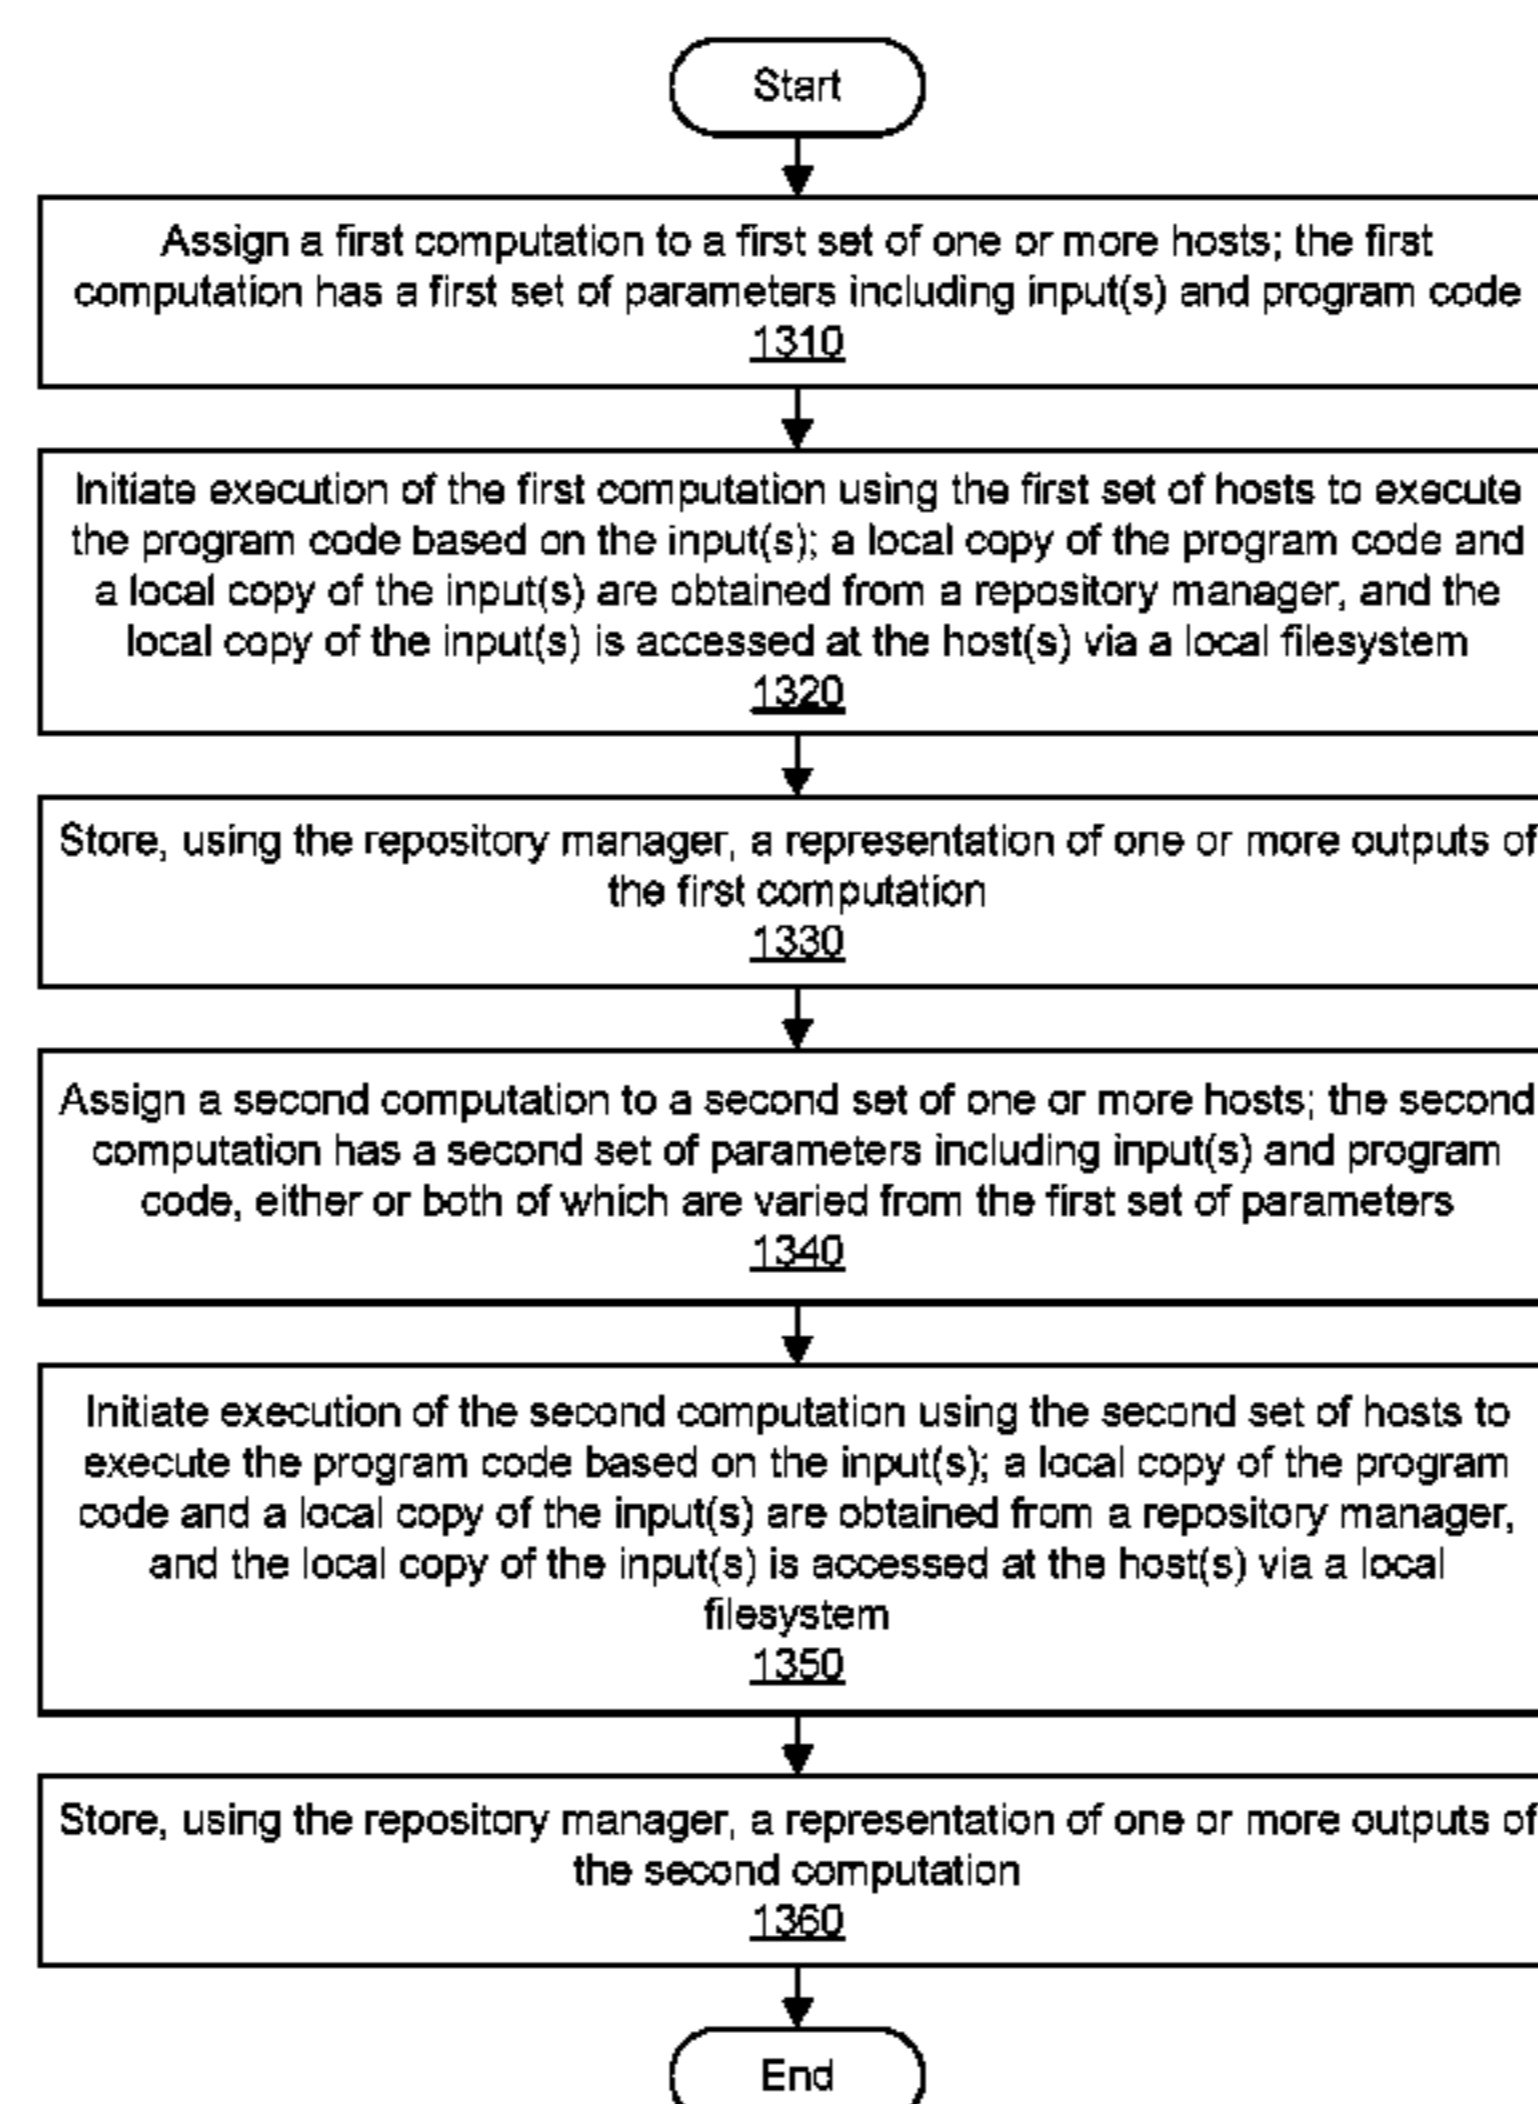 Start
Assign a first computation to a first set of one or more hosts; the first
computation has a first set of parameters including input(s) and program code
1310
Initiate execution of the first computation using the first set of hosts to execute
the program code based on the input(s); a local copy of the program code and
a local copy of the input(s) are obtained from a repository manager, and the
local copy of the input(s) is accessed at the host(s) via a local filesystem
1320
Store, using the repository manager, a representation of one or more outputs of
the first computation
1330
Assign a second computation to a second set of one or more hosts; the second
computation has a second set of parameters including input(s) and program
code, either or both of which are varied from the first set of parameters
1340
Initiate execution of the second computation using the second set of hosts to
execute the program code based on the input(s); a local copy of the program
code and a local copy of the input(s) are obtained from a repository manager,
and the local copy of the input(s) is accessed at the host(s) via a local
filesystem
1350
Store, using the repository manager, a representation of one or more outputs of
the second computation
1360
End